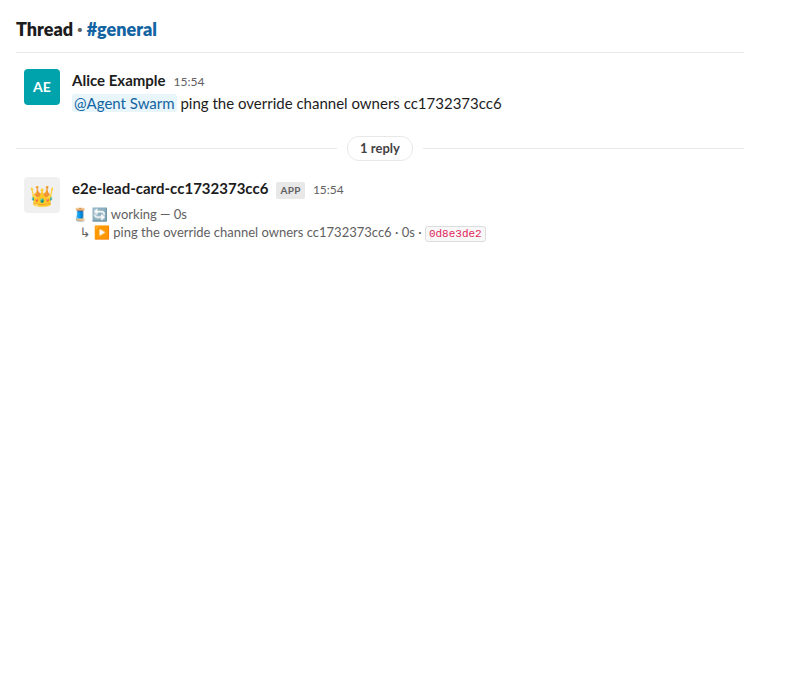 Thread • #general
AE
Alice Example 15:54
@Agent Swarm ping the override channel owners cc1732373cc6
1 reply
e2e-lead-card-cc1732373cc6 APP 15:54
🧵 🔄 working — 0s
↳ ▶️ ping the override channel owners cc1732373cc6 · 0s · 0d8e3de2